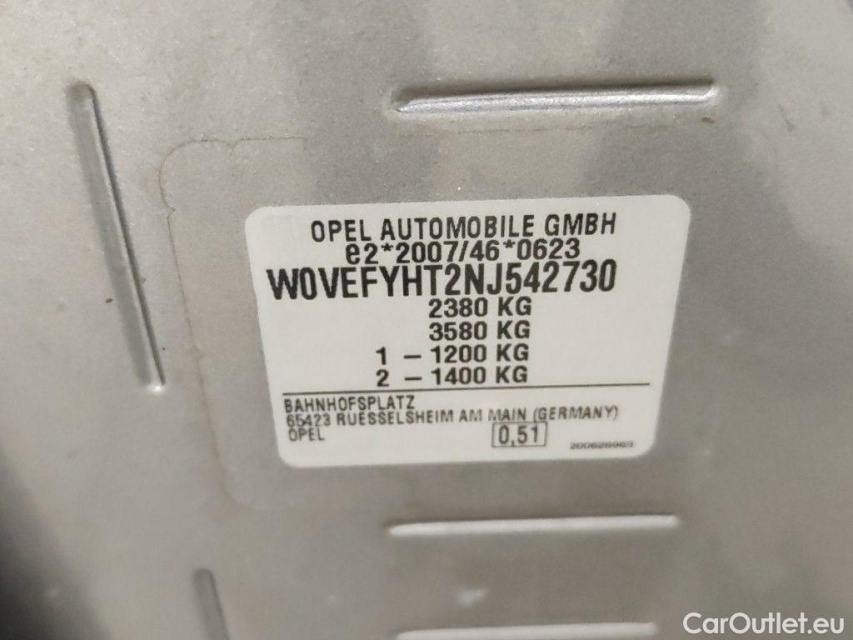 OPEL AUTOMOBILE GMBH
e2*2007/46*0623
W0VEFYHT2NJ542730
2380 KG
3580 KG
1 – 1200 KG
2 – 1400 KG
BAHNHOFSPLATZ
65423 RUESSELSHEIM AM MAIN (GERMANY)
OPEL
0,51
CarOutlet.eu